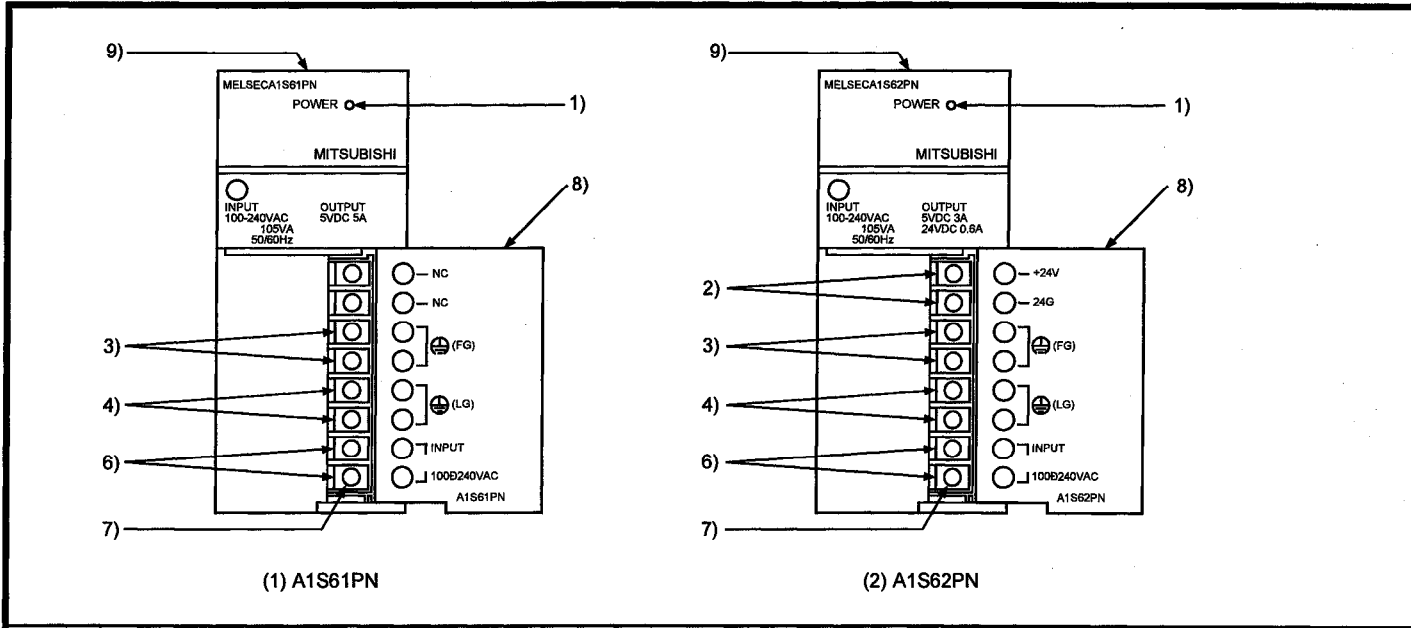 9)
MELSECA1S61PN
POWER
1)
MITSUBISHI
8)
INPUT OUTPUT
100-240VAC 5VDC 5A
105VA
50/60Hz
NC
NC
3)
(FG)
4)
(LG)
6)
INPUT
100Ð240VAC
A1S61PN
7)
(1) A1S61PN
9)
MELSECA1S62PN
POWER
1)
MITSUBISHI
8)
INPUT OUTPUT
100-240VAC 5VDC 3A
105VA 24VDC 0.6A
50/60Hz
2)
+24V
24G
3)
(FG)
4)
(LG)
6)
INPUT
100Ð240VAC
A1S62PN
7)
(2) A1S62PN